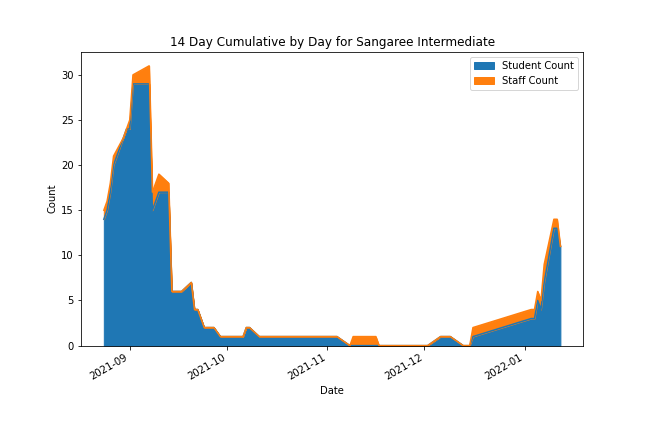 14 Day Cumulative by Day for Sangaree Intermediate
Student Count
Staff Count
30
25
20
15
10
5
0
Count
2021-09
2021-10
2021-11
2021-12
2022-01
Date